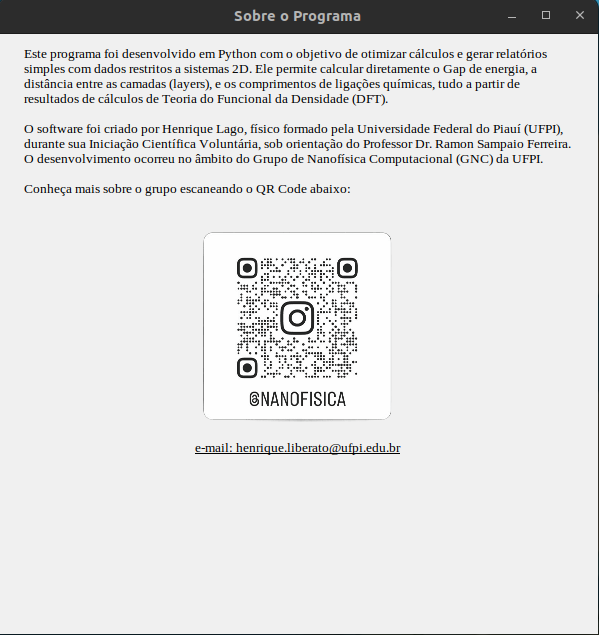 Sobre o Programa
Este programa foi desenvolvido em Python com o objetivo de otimizar cálculos e gerar relatórios
simples com dados restritos a sistemas 2D. Ele permite calcular diretamente o Gap de energia, a
distância entre as camadas (layers), e os comprimentos de ligações químicas, tudo a partir de
resultados de cálculos de Teoria do Funcional da Densidade (DFT).
O software foi criado por Henrique Lago, físico formado pela Universidade Federal do Piauí (UFPI),
durante sua Iniciação Científica Voluntária, sob orientação do Professor Dr. Ramon Sampaio Ferreira.
O desenvolvimento ocorreu no âmbito do Grupo de Nanofísica Computacional (GNC) da UFPI.
Conheça mais sobre o grupo escaneando o QR Code abaixo:
@NANOFISICA
e-mail: henrique.liberato@ufpi.edu.br